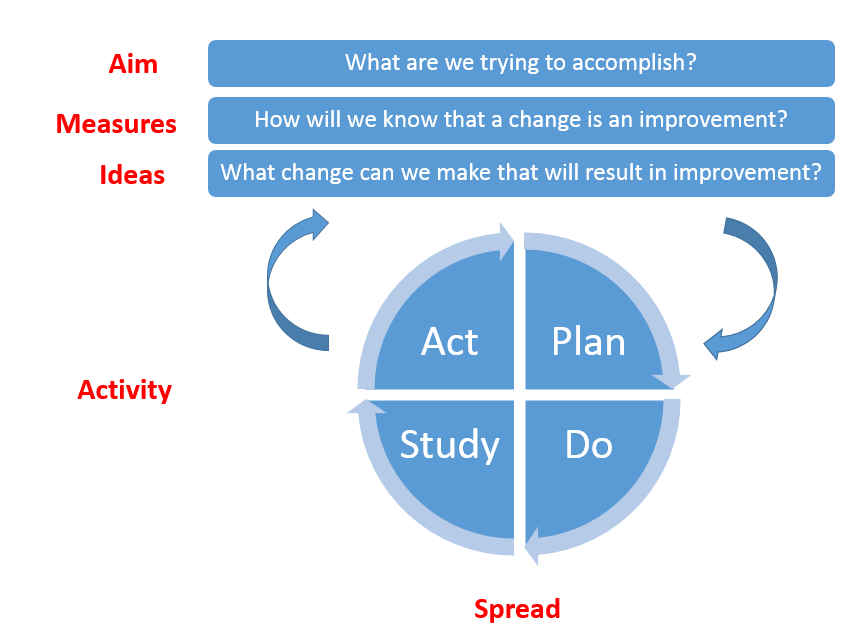 Aim
What are we trying to accomplish?
Measures
How will we know that a change is an improvement?
Ideas
What change can we make that will result in improvement?
Act
Plan
Activity
Study
Do
Spread